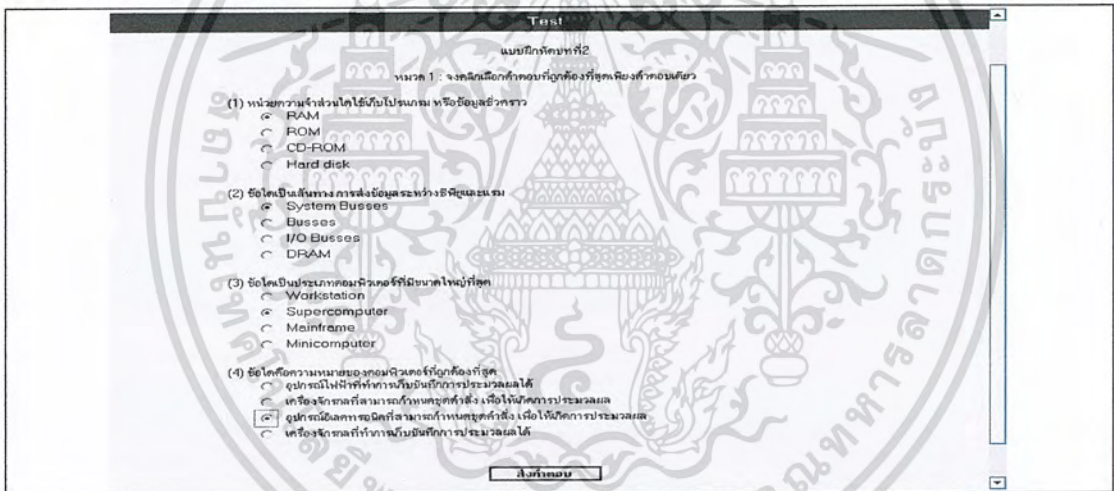 Test
แบบฝึกหัดบทที่2
หมวด 1 : จงคลิกเลือกคำตอบที่ถูกต้องที่สุดเพียงคำตอบเดียว
(1) หน่วยความจำส่วนใดใช้เก็บโปรแกรม หรือข้อมูลชั่วคราว
RAM
ROM
CD-ROM
Hard disk
(2) ข้อใดเป็นเส้นทาง การส่งข้อมูลระหว่างซีพียูและแรม
System Busses
Busses
I/O Busses
DRAM
(3) ข้อใดเป็นประเภทคอมพิวเตอร์ที่มีขนาดใหญ่ที่สุด
Workstation
Supercomputer
Mainframe
Minicomputer
(4) ข้อใดคือความหมายของคอมพิวเตอร์ที่ถูกต้องที่สุด
อุปกรณ์ไฟฟ้าที่ทำการเก็บบันทึกการประมวลผลได้
เครื่องจักรกลที่สามารถกำหนดชุดคำสั่ง เพื่อให้เกิดการประมวลผล
อุปกรณ์อิเลคทรอนิคที่สามารถกำหนดชุดคำสั่ง เพื่อให้เกิดการประมวลผล
เครื่องจักรกลที่ทำการเก็บบันทึกการประมวลผลได้
ส่งคำตอบ